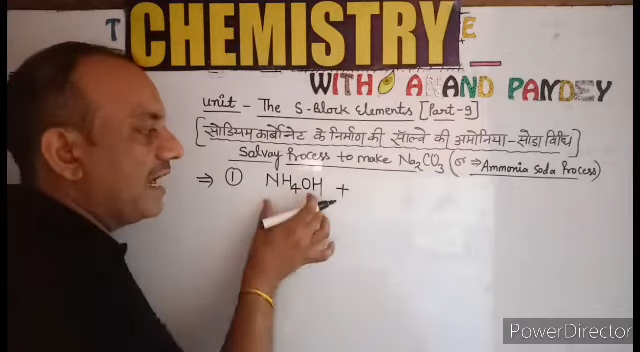 T CHEMISTRY E
WITH ANAND PANDEY
unit - The S-Block Elements [Part-9]
[सोडियम कार्बोनेट के निर्माण की सॉल्वे की अमोनिया-सोडा विधि]
Solvay Process to make Na₂CO₃ (or ⇒ Ammonia Soda Process)
⇒ ① NH₄OH +
PowerDirector